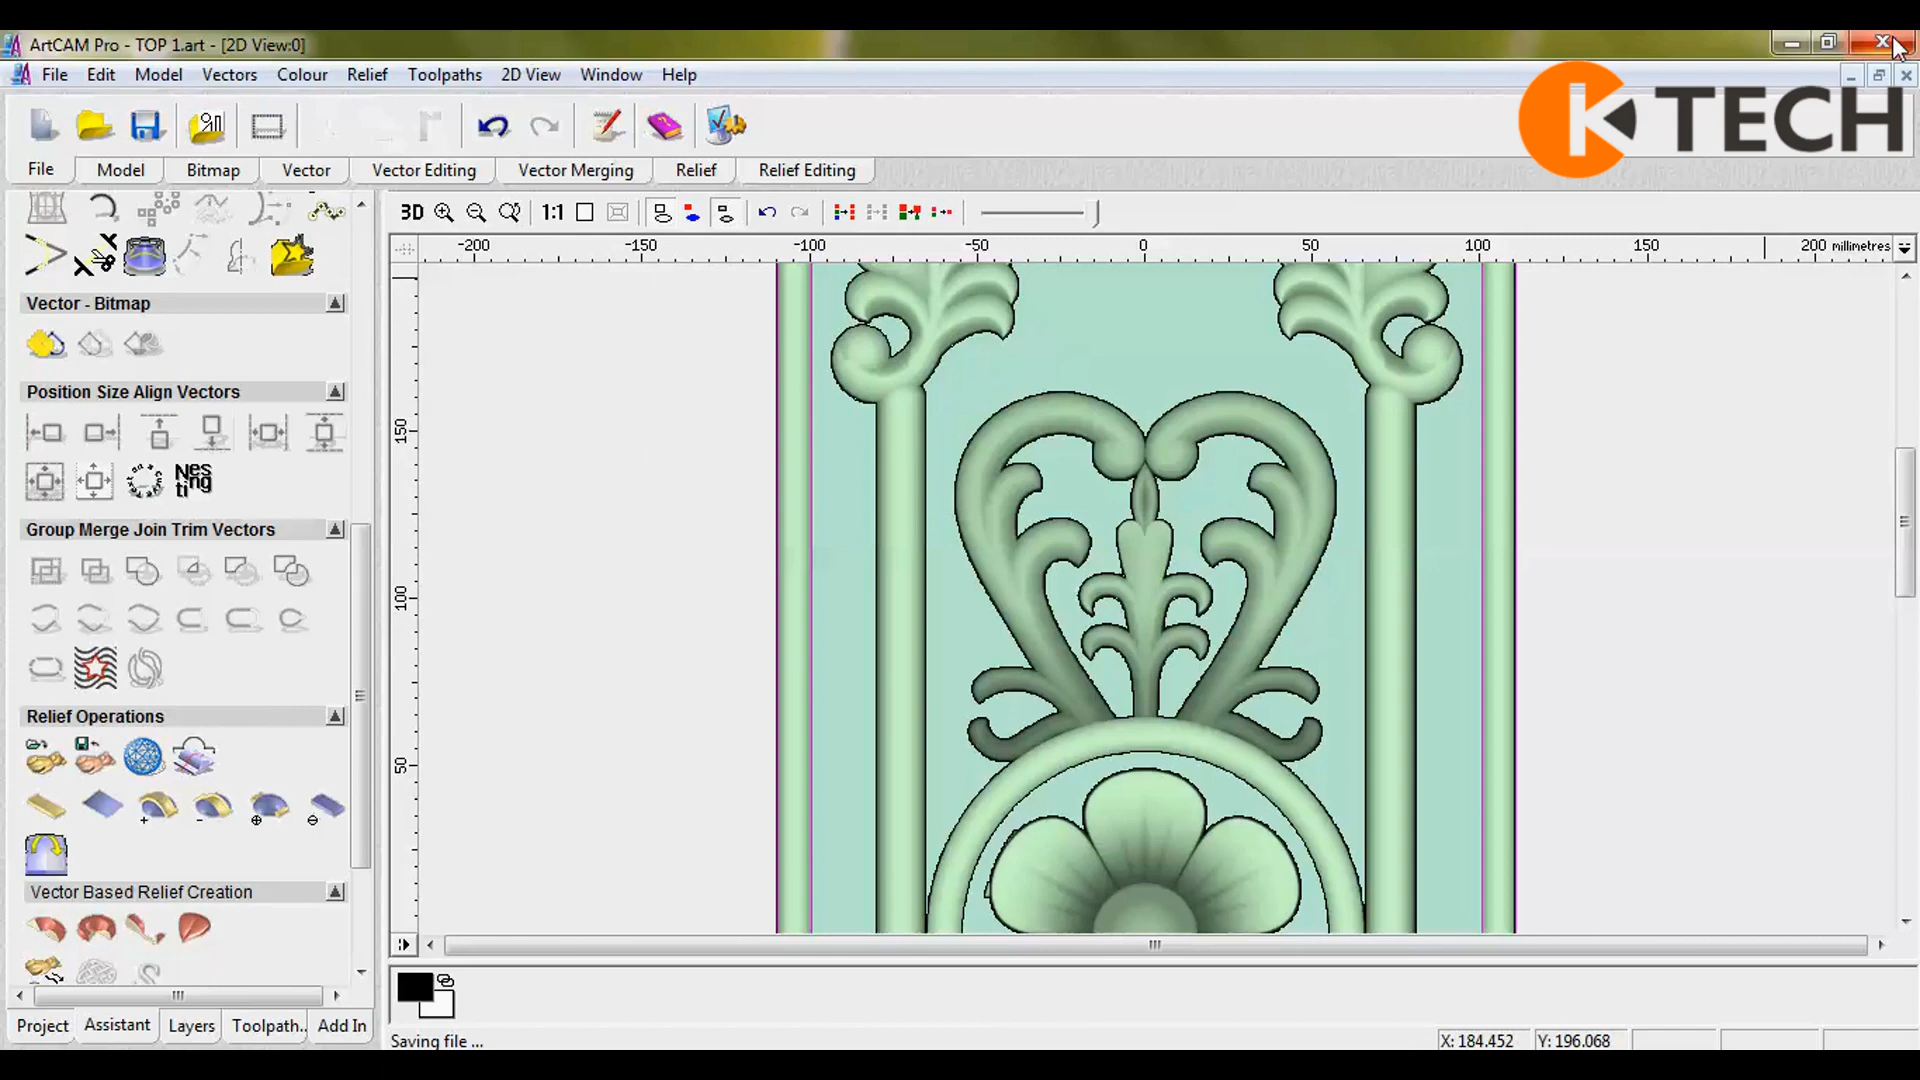 ArtCAM Pro - TOP 1.art - [2D View:0]
File Edit Model Vectors Colour Relief Toolpaths 2D View Window Help
K TECH
File Model Bitmap Vector Vector Editing Vector Merging Relief Relief Editing
3D 1:1
-200 -150 -100 -50 0 50 100 150 200 millimetres
Vector - Bitmap
Position Size Align Vectors
Nes
ting
Group Merge Join Trim Vectors
Relief Operations
Vector Based Relief Creation
150
100
50
Project Assistant Layers Toolpath... Add In
Saving file ...
X: 184.452 Y: 196.068